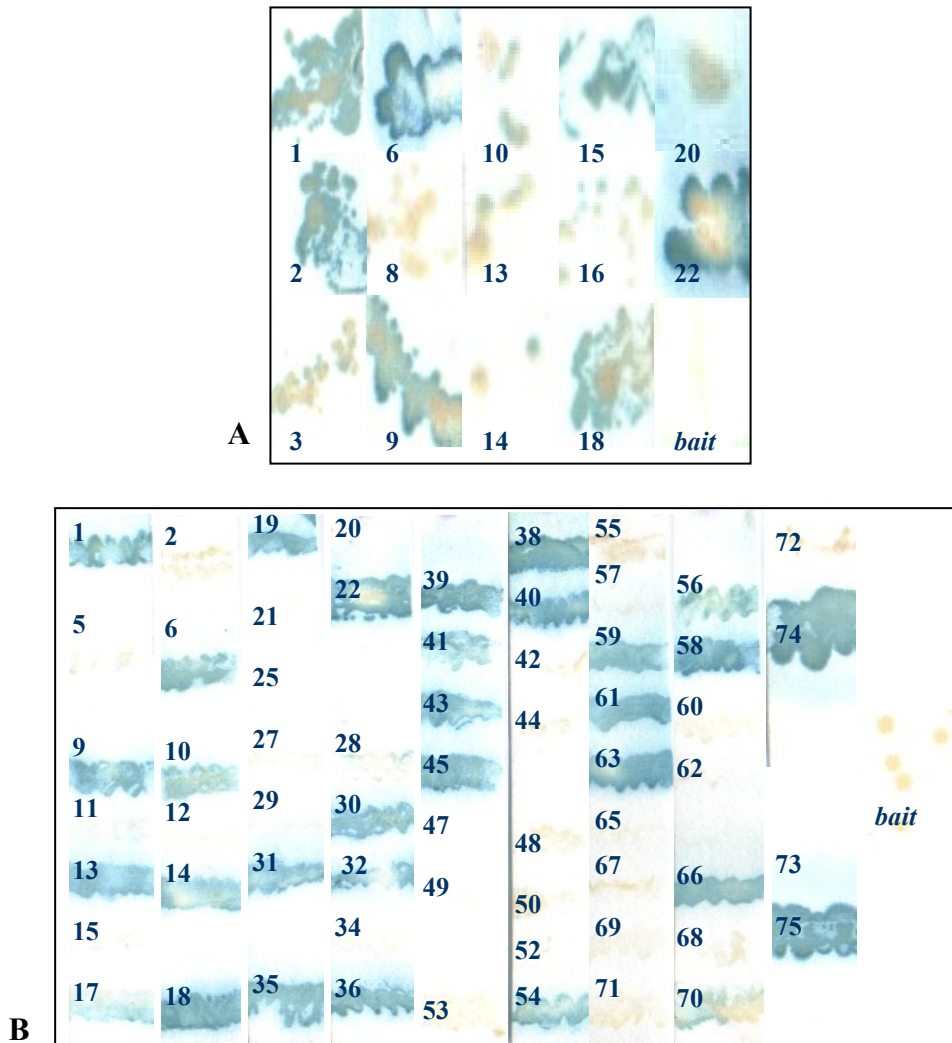 1 6 10 15 20
2 8 13 16 22
3 9 14 18 bait
A
1 2 19 20 38 55 72
39 57 56
22 40
5 6 21 41 59 58 74
25 42
43 61 60
9 10 27 28 44
45 63 62
11 12 29 30 bait
47 65
13 14 31 32 48 67 66 73
49 50
15 34 69 68 75
52
17 18 35 36 53 54 71 70
B